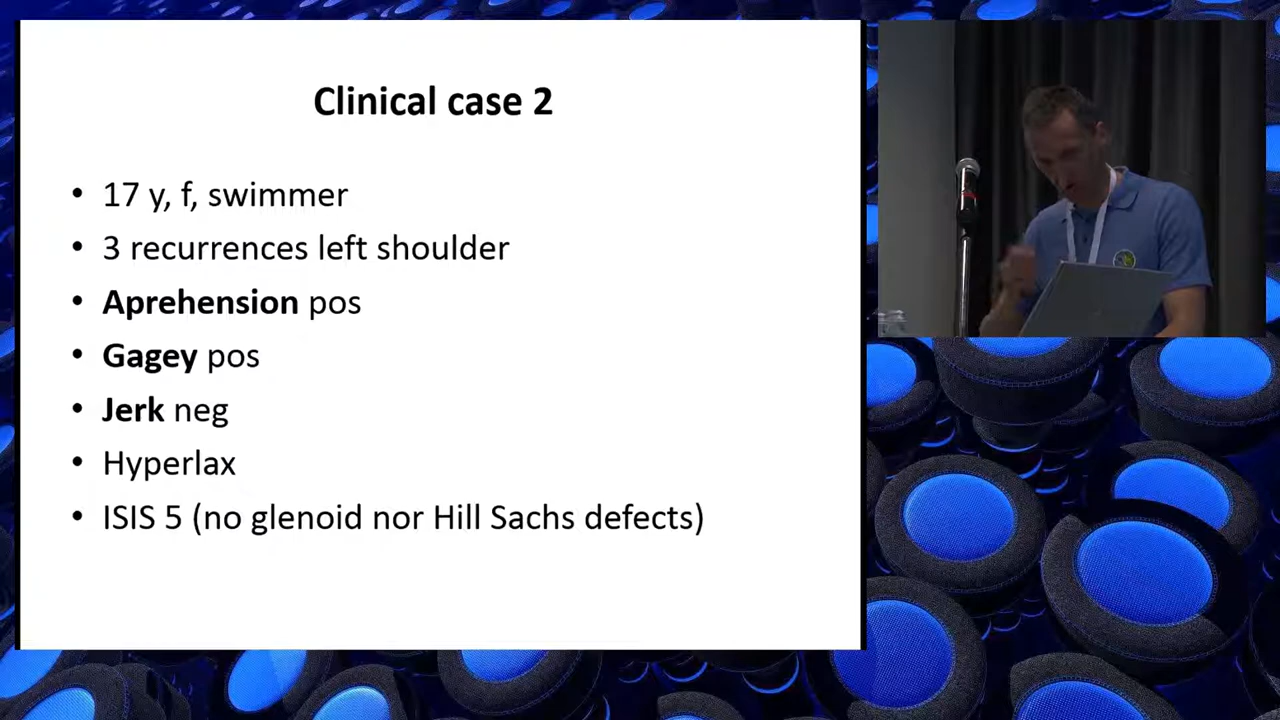 Clinical case 2
• 17 y, f, swimmer
• 3 recurrences left shoulder
• Aprehension pos
• Gagey pos
• Jerk neg
• Hyperlax
• ISIS 5 (no glenoid nor Hill Sachs defects)